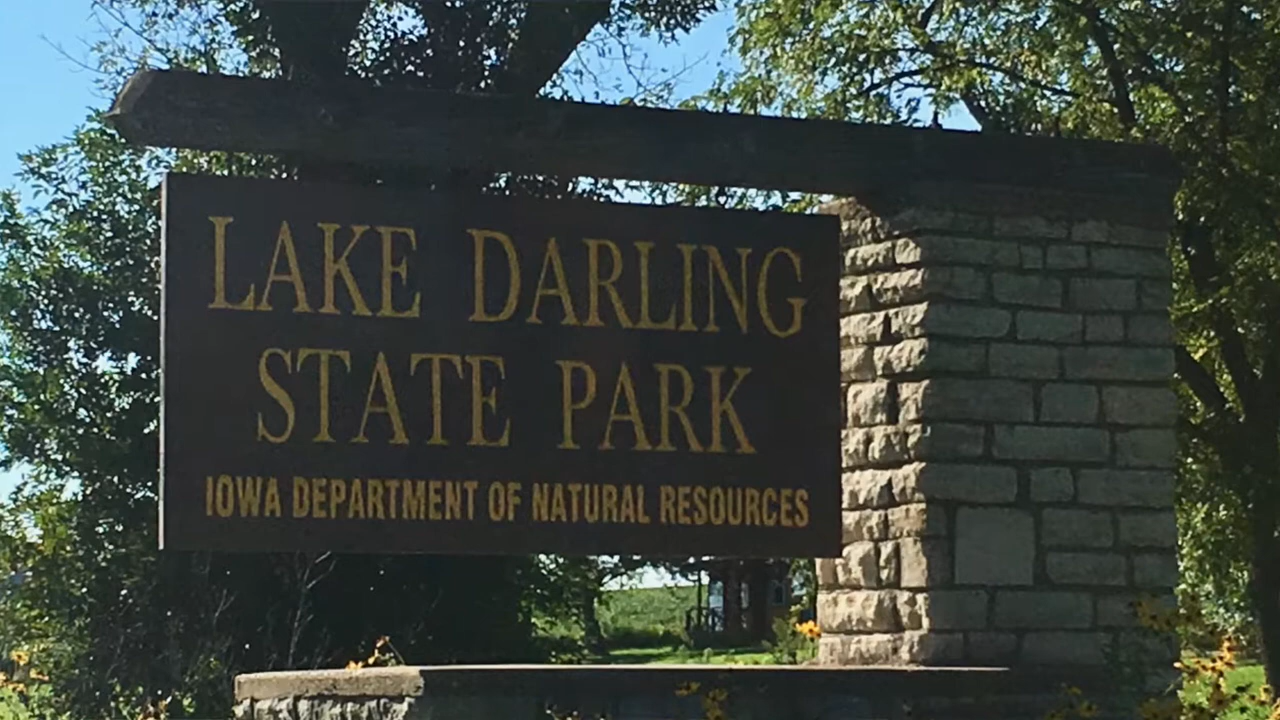 LAKE DARLING
STATE PARK
IOWA DEPARTMENT OF NATURAL RESOURCES